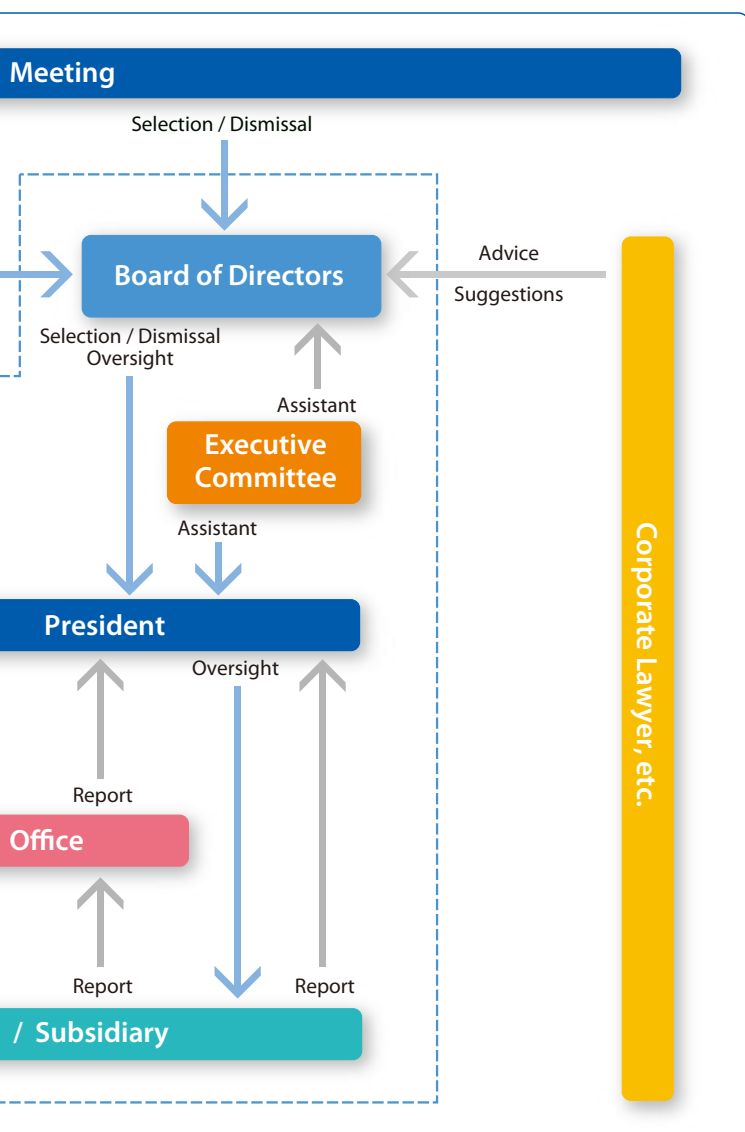 Meeting
Selection / Dismissal
Board of Directors
Advice
Suggestions
Selection / Dismissal
Oversight
Assistant
Executive
Committee
Assistant
President
Oversight
Report
Office
Report
Report
/ Subsidiary
Corporate Lawyer, etc.